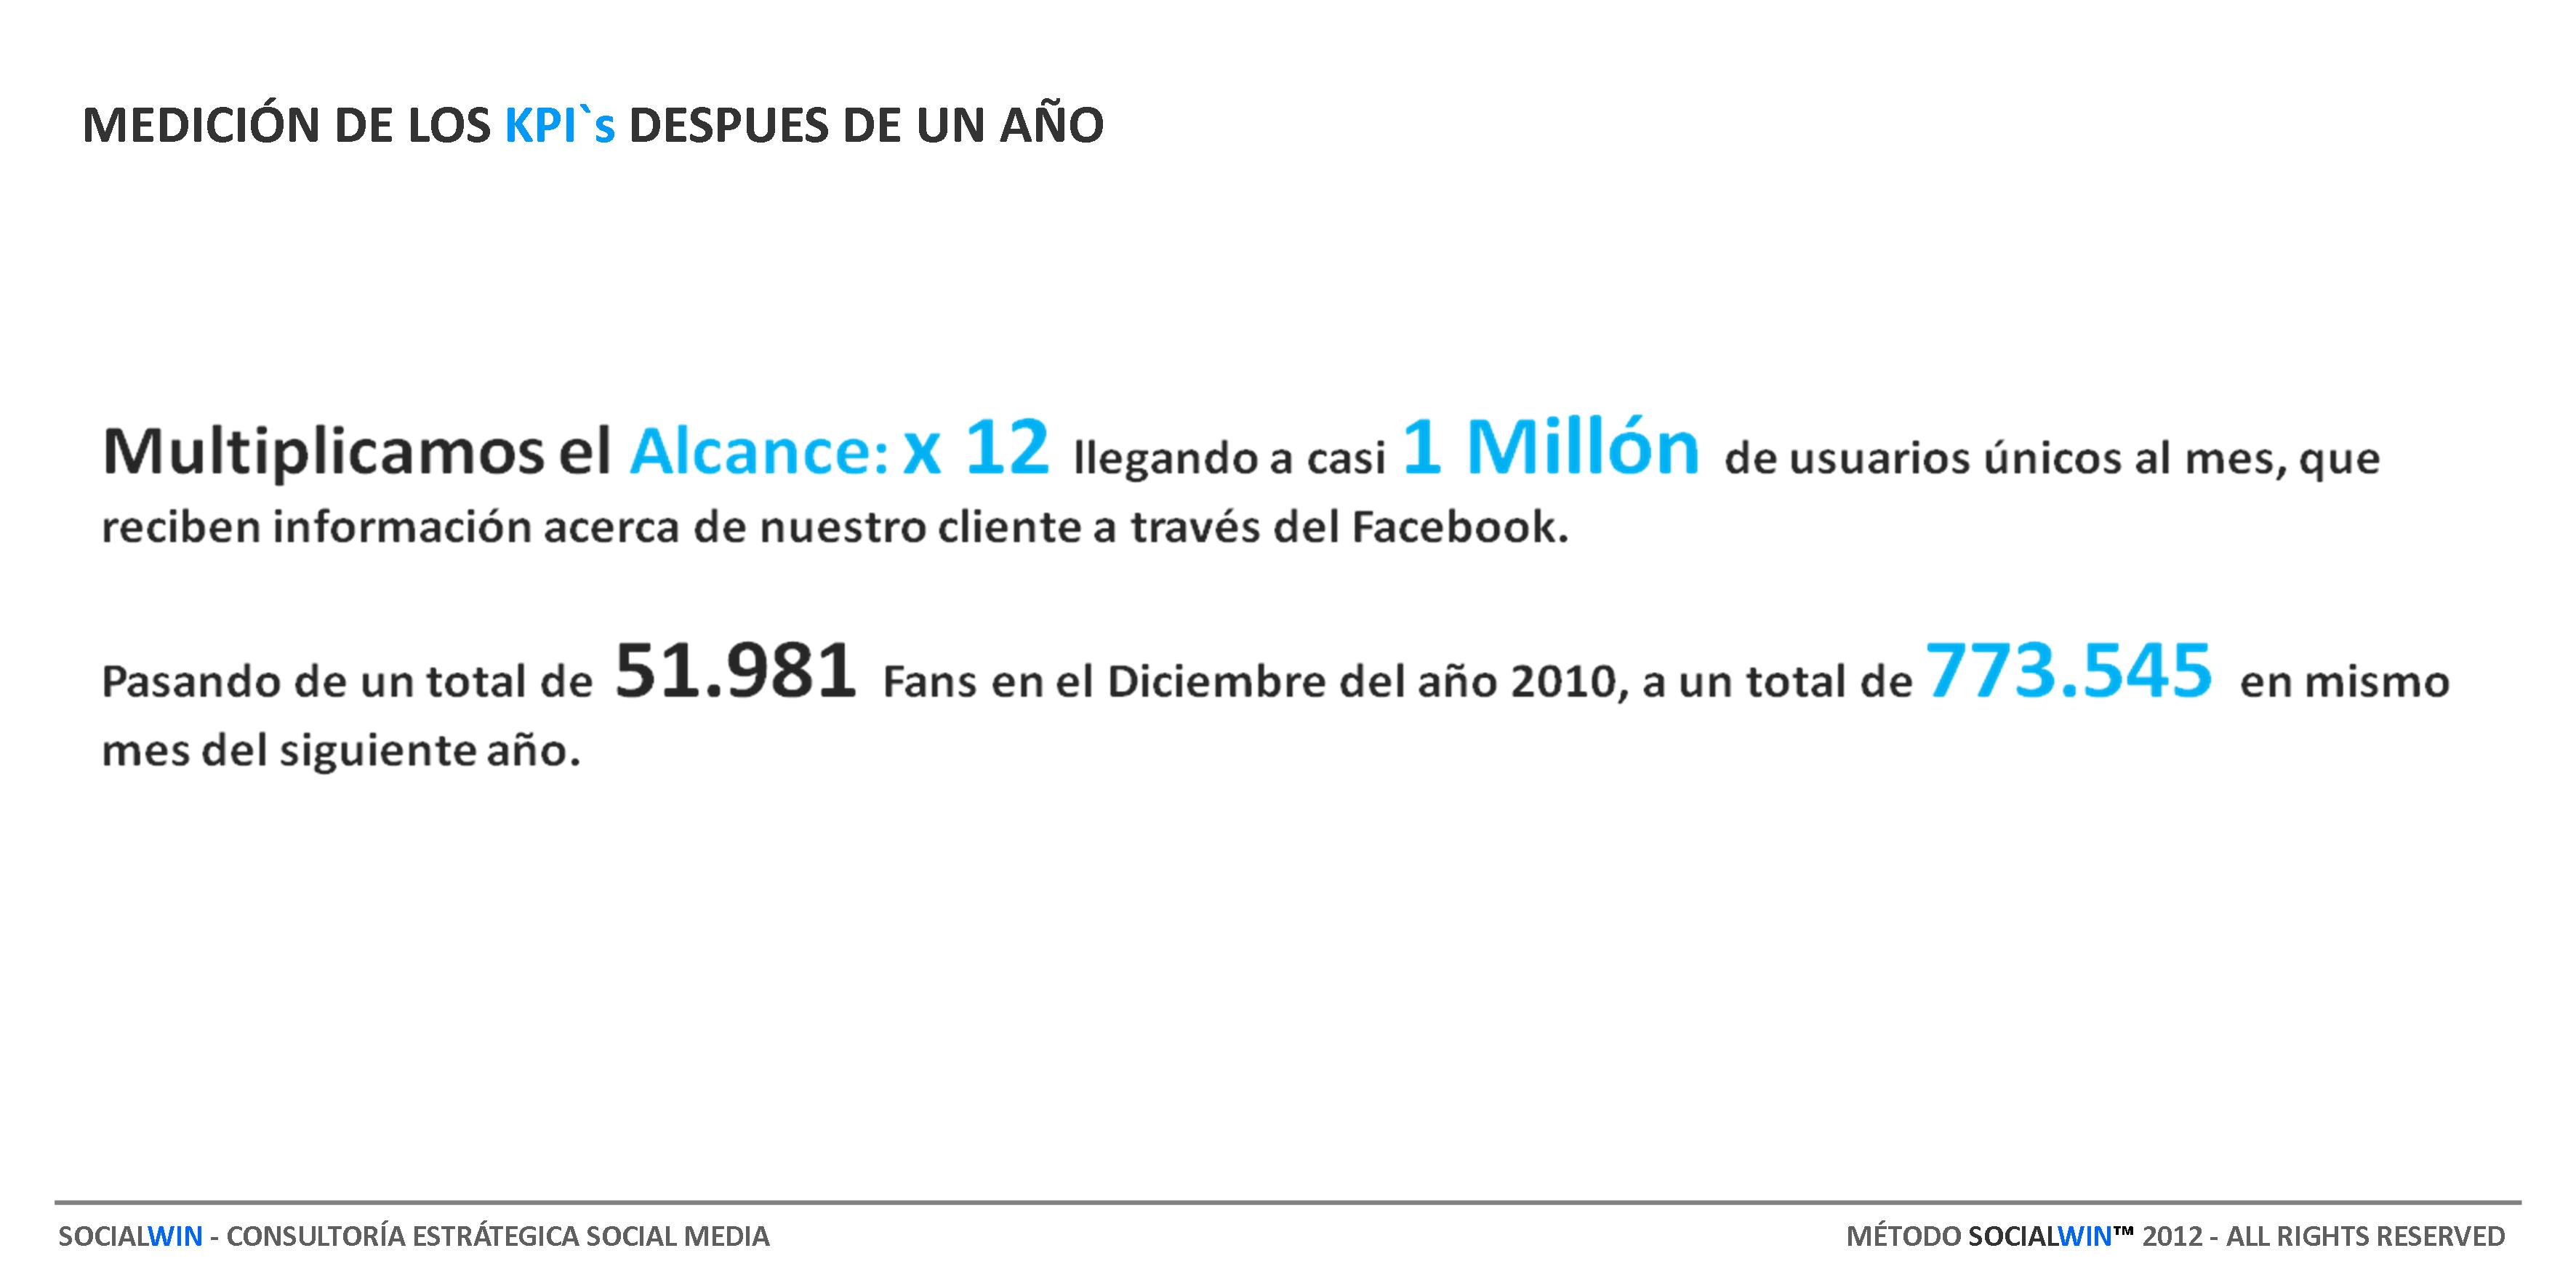 MEDICIÓN DE LOS KPI`s DESPUES DE UN AÑO
Multiplicamos el Alcance: x 12 llegando a casi 1 Millón de usuarios únicos al mes, que
reciben información acerca de nuestro cliente a través del Facebook.
Pasando de un total de 51.981 Fans en el Diciembre del año 2010, a un total de 773.545 en mismo
mes del siguiente año.
SOCIALWIN - CONSULTORÍA ESTRÁTEGICA SOCIAL MEDIA
MÉTODO SOCIALWIN™ 2012 - ALL RIGHTS RESERVED